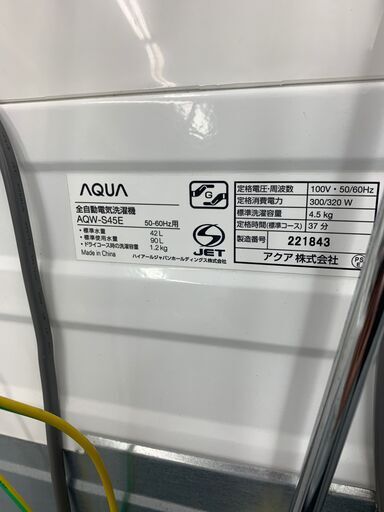 AQUA
全自動電気洗濯機
AQW-S45E 50-60Hz用
・標準水量 42L
・標準使用水量 90L
・ドライコース時の洗濯容量 1.2kg
Made in China
ハイアールジャパンホールディングス株式会社
G
JET
定格電圧・周波数 100V・50/60Hz
定格消費電力 300/320 W
標準洗濯容量 4.5 kg
定格時間(標準コース) 37 分
製造番号 221843
アクア 株式会社
PS
E